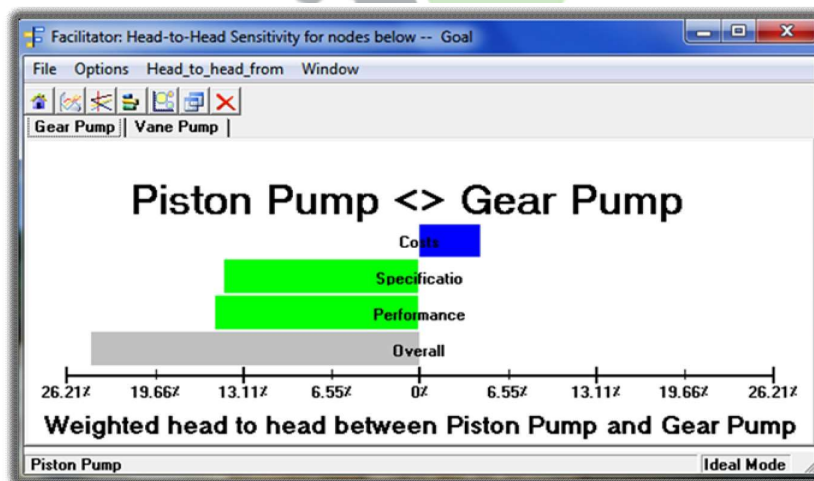 Facilitator: Head-to-Head Sensitivity for nodes below -- Goal
File Options Head_to_head_from Window
Gear Pump Vane Pump
Piston Pump <> Gear Pump
Costs
Specificatio
Performance
Overall
26.21% 19.66% 13.11% 6.55% 0% 6.55% 13.11% 19.66% 26.21%
Weighted head to head between Piston Pump and Gear Pump
Piston Pump Ideal Mode